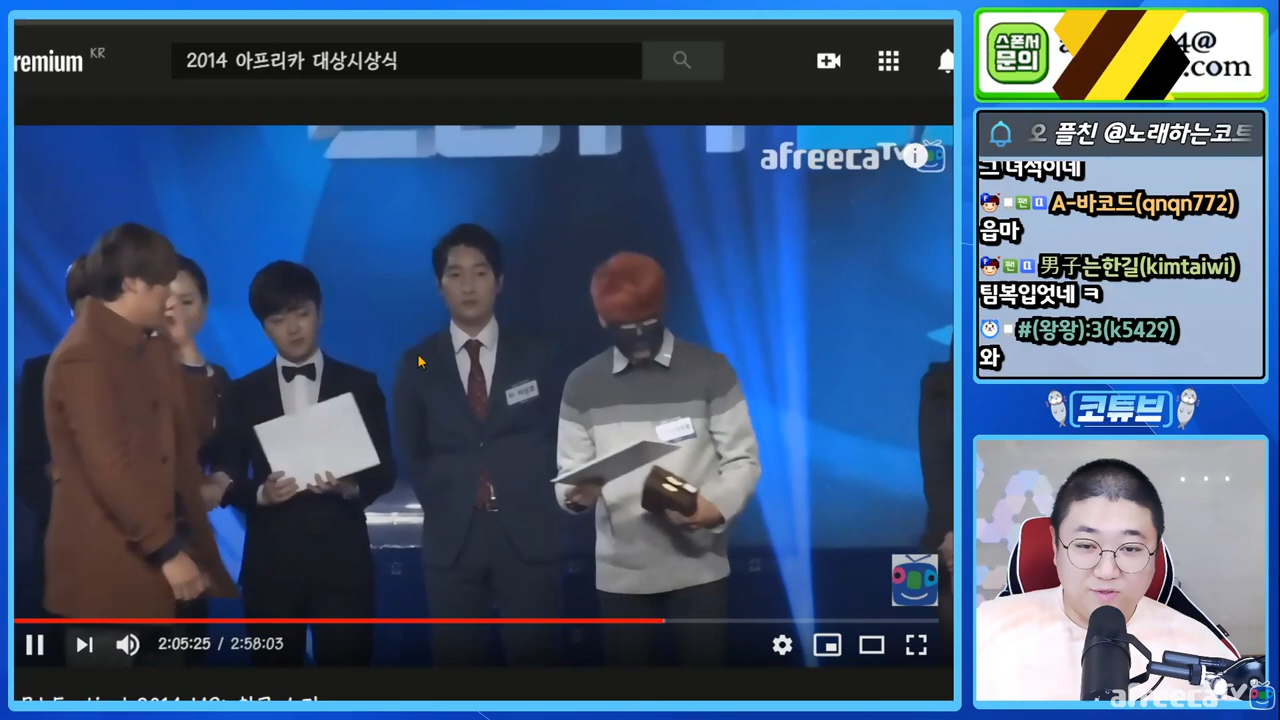 remium KR
2014 아프리카 대상시상식
afreecaTV
2:05:25 / 2:58:03
스폰서
문의
4@
.com
오 플친 @노래하는코트
그 녀석이네
A-바코드(qnqn772)
읍마
男子는한길(kimtaiwi)
팀복입엇네 ㅋ
#(왕왕):3(k5429)
와
코튜브
afreecaTV